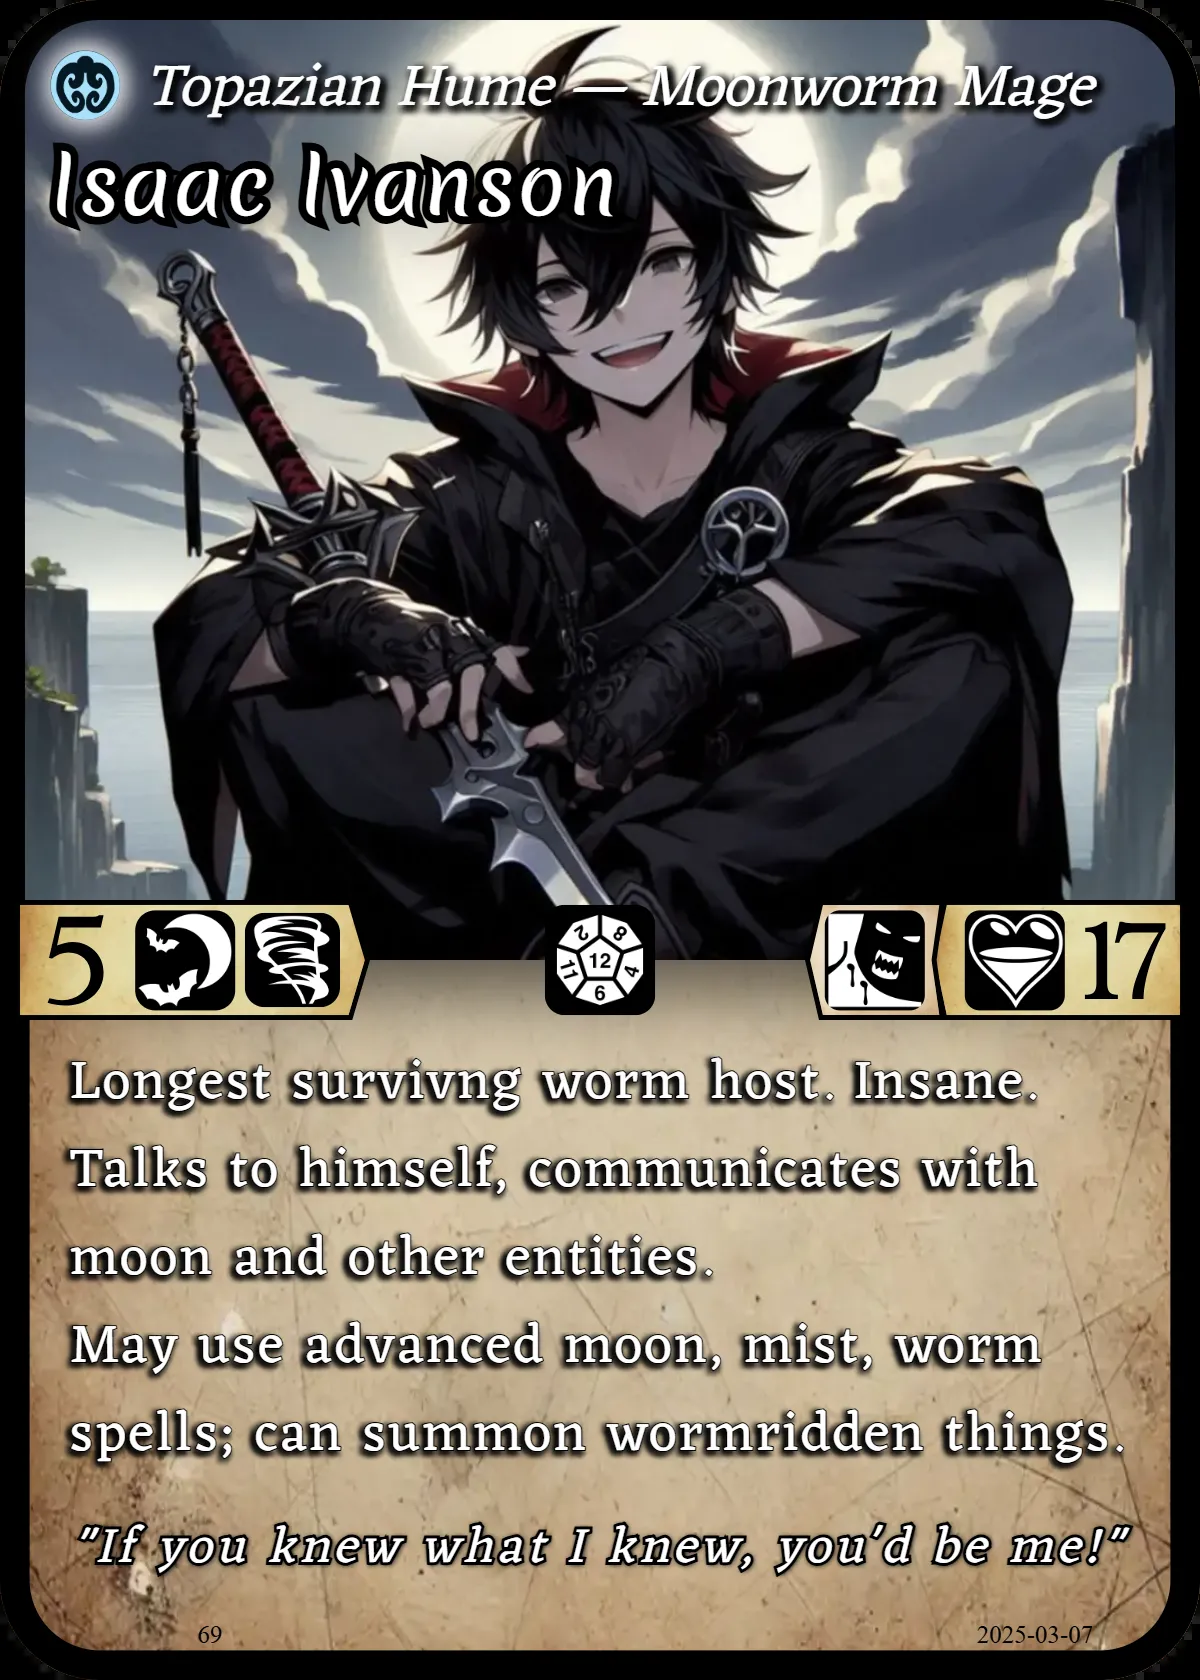 Topazian Hume — Moonworm Mage
Isaac Ivanson
5
2 8 12 11 4 6
17
Longest survivng worm host. Insane.
Talks to himself, communicates with
moon and other entities.
May use advanced moon, mist, worm
spells; can summon wormridden things.
"If you knew what I knew, you'd be me!"
69
2025-03-07